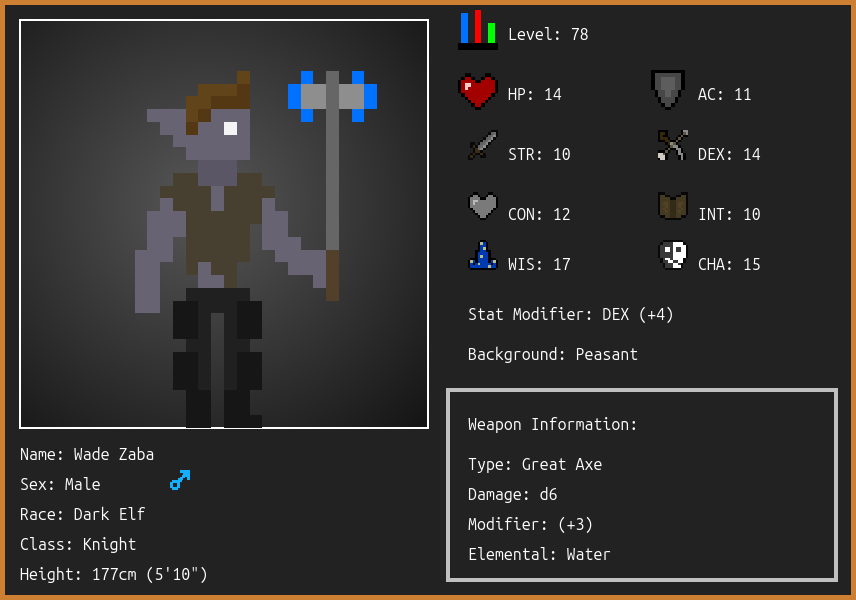 Level: 78
HP: 14
AC: 11
STR: 10
DEX: 14
CON: 12
INT: 10
WIS: 17
CHA: 15
Stat Modifier: DEX (+4)
Background: Peasant
Weapon Information:
Type: Great Axe
Damage: d6
Modifier: (+3)
Elemental: Water
Name: Wade Zaba
Sex: Male
Race: Dark Elf
Class: Knight
Height: 177cm (5'10")